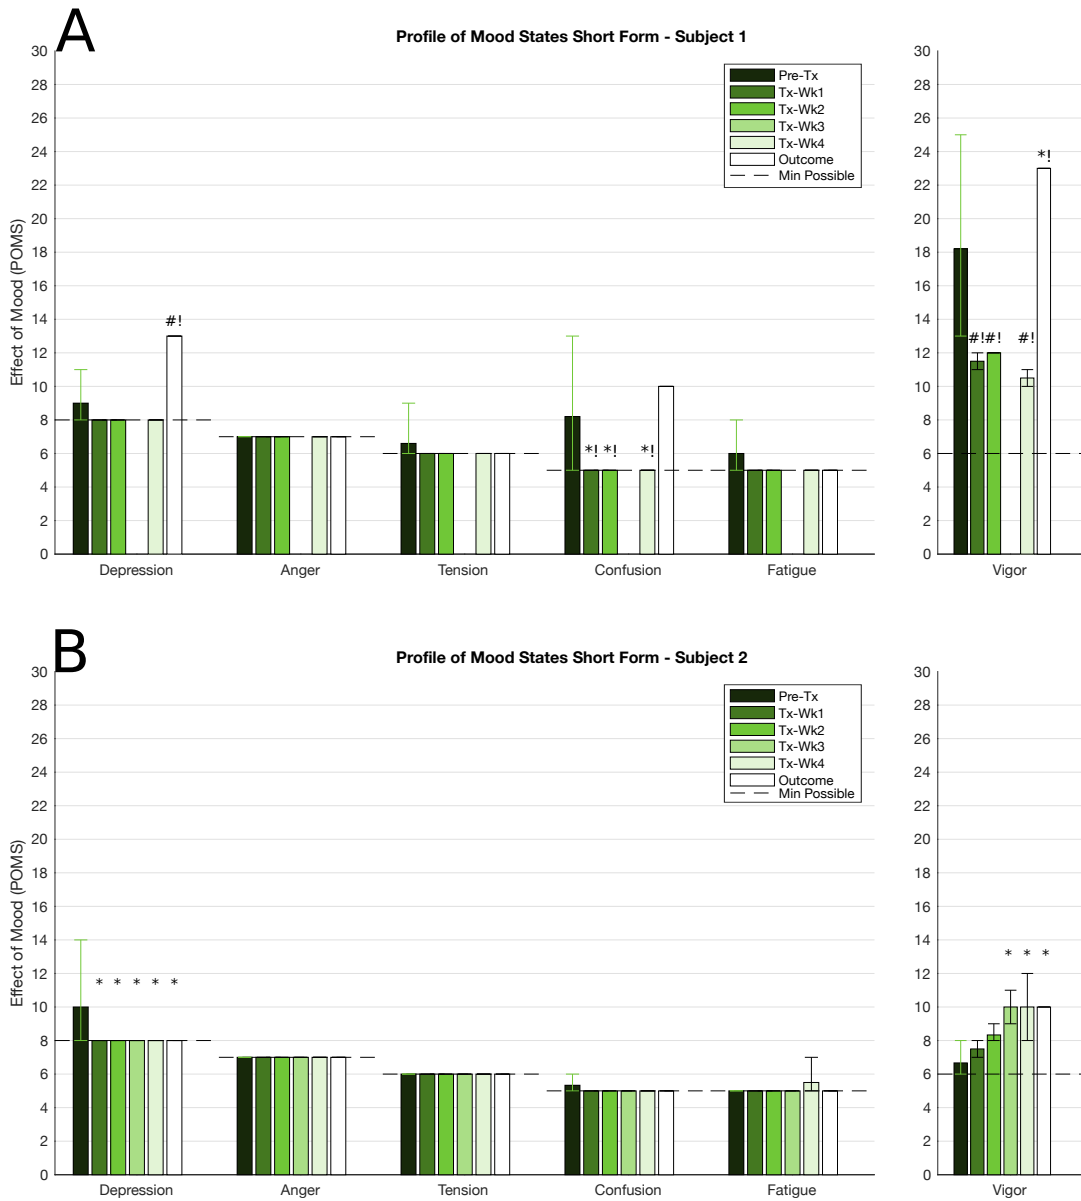 A
Profile of Mood States Short Form - Subject 1
Effect of Mood (POMS)
30
28
26
24
22
20
18
16
14
12
10
8
6
4
2
0
Pre-Tx
Tx-Wk1
Tx-Wk2
Tx-Wk3
Tx-Wk4
Outcome
Min Possible
#!
*! *!
*!
Depression
Anger
Tension
Confusion
Fatigue
30
28
26
24
22
20
18
16
14
12
10
8
6
4
2
0
*!
#!#!
#!
Vigor
B
Profile of Mood States Short Form - Subject 2
Effect of Mood (POMS)
30
28
26
24
22
20
18
16
14
12
10
8
6
4
2
0
Pre-Tx
Tx-Wk1
Tx-Wk2
Tx-Wk3
Tx-Wk4
Outcome
Min Possible
* * * * *
Depression
Anger
Tension
Confusion
Fatigue
30
28
26
24
22
20
18
16
14
12
10
8
6
4
2
0
* * *
Vigor